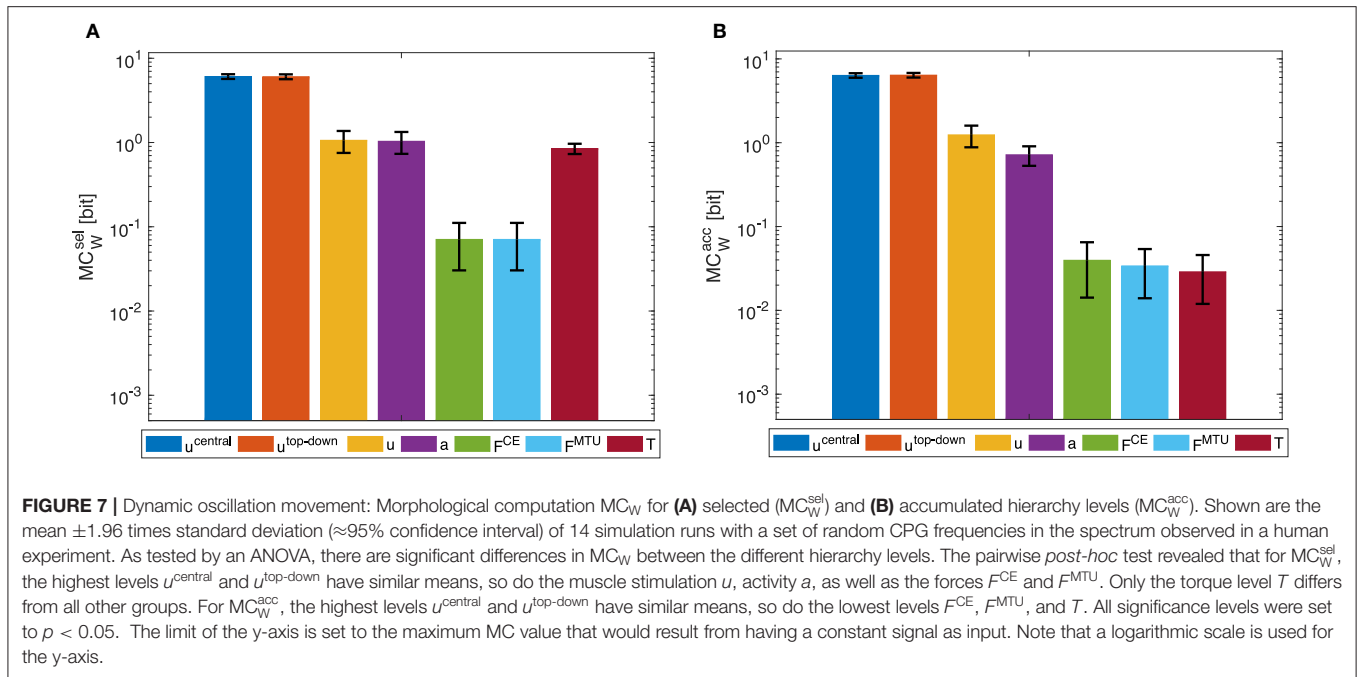 A
B
10^1
10^0
10^-1
10^-2
10^-3
MC_W^sel [bit]
u^central u^top-down u a F^CE F^MTU T
10^1
10^0
10^-1
10^-2
10^-3
MC_W^acc [bit]
u^central u^top-down u a F^CE F^MTU T
FIGURE 7 | Dynamic oscillation movement: Morphological computation MC_W for (A) selected (MC_W^sel) and (B) accumulated hierarchy levels (MC_W^acc). Shown are the
mean ±1.96 times standard deviation (≈95% confidence interval) of 14 simulation runs with a set of random CPG frequencies in the spectrum observed in a human
experiment. As tested by an ANOVA, there are significant differences in MC_W between the different hierarchy levels. The pairwise post-hoc test revealed that for MC_W^sel,
the highest levels u^central and u^top-down have similar means, so do the muscle stimulation u, activity a, as well as the forces F^CE and F^MTU. Only the torque level T differs
from all other groups. For MC_W^acc, the highest levels u^central and u^top-down have similar means, so do the lowest levels F^CE, F^MTU, and T. All significance levels were set
to p < 0.05. The limit of the y-axis is set to the maximum MC value that would result from having a constant signal as input. Note that a logarithmic scale is used for
the y-axis.